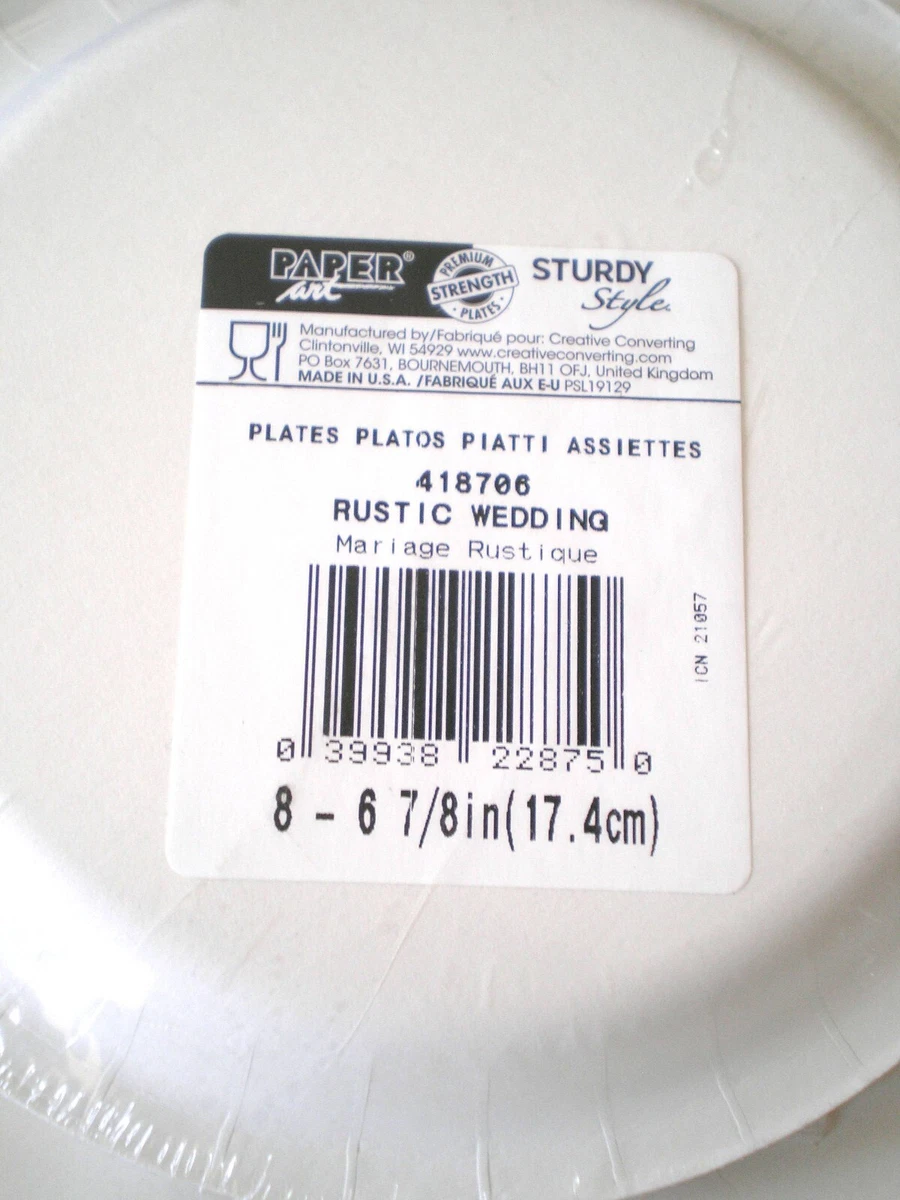 PAPER® art
PREMIUM STRENGTH • PLATES •
STURDY Style.
Manufactured by/Fabriqué pour: Creative Converting
Clintonville, WI 54929 www.creativeconverting.com
PO Box 7631, BOURNEMOUTH, BH11 OFJ, United Kingdom
MADE IN U.S.A. /FABRIQUÉ AUX E-U PSL19129
PLATES PLATOS PIATTI ASSIETTES
418706
RUSTIC WEDDING
Mariage Rustique
ICN 21057
0 39938 22875 0
8 - 6 7/8in(17.4cm)